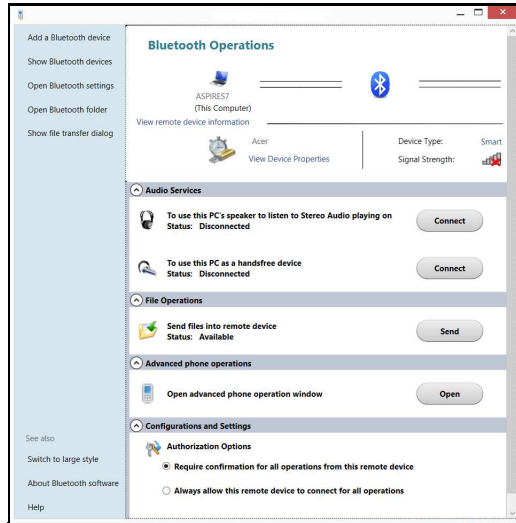 Add a Bluetooth device
Show Bluetooth devices
Open Bluetooth settings
Open Bluetooth folder
Show file transfer dialog
See also
Switch to large style
About Bluetooth software
Help
Bluetooth Operations
ASPIRES7
(This Computer)
View remote device information
Acer
View Device Properties
Device Type: Smart
Signal Strength:
Audio Services
To use this PC's speaker to listen to Stereo Audio playing on
Status: Disconnected
Connect
To use this PC as a handsfree device
Status: Disconnected
Connect
File Operations
Send files into remote device
Status: Available
Send
Advanced phone operations
Open advanced phone operation window
Open
Configurations and Settings
Authorization Options
Require confirmation for all operations from this remote device
Always allow this remote device to connect for all operations